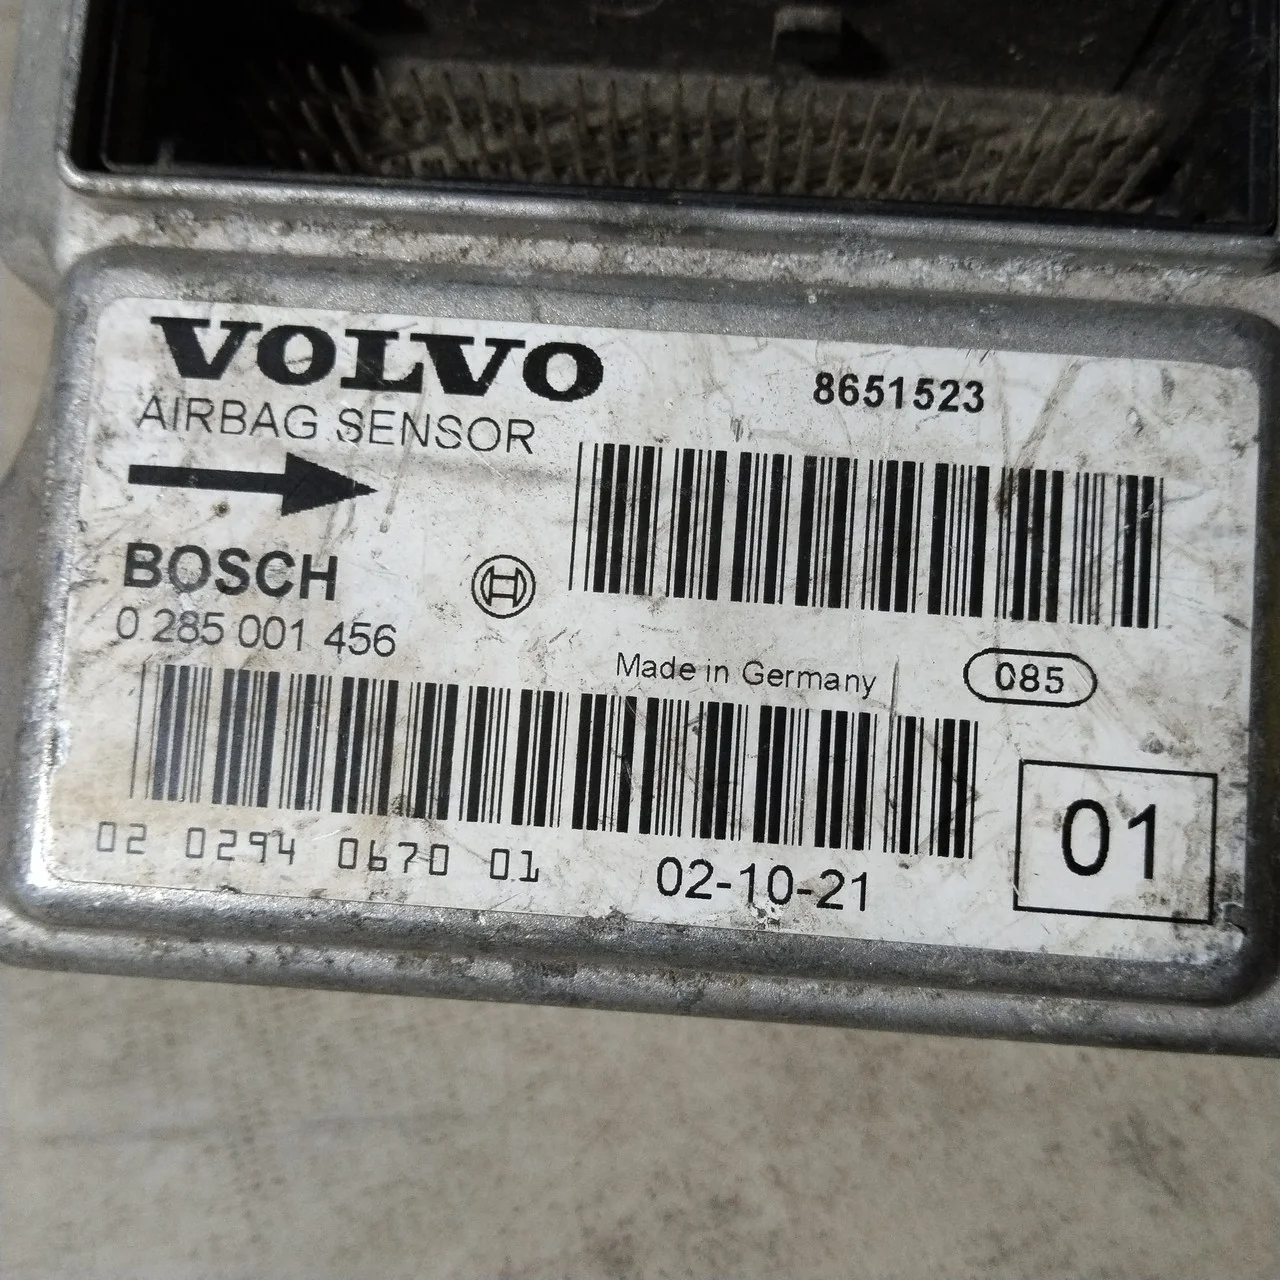 VOLVO
8651523
AIRBAG SENSOR
BOSCH
0 285 001 456
Made in Germany
085
01
02 0294 0670 01
02-10-21